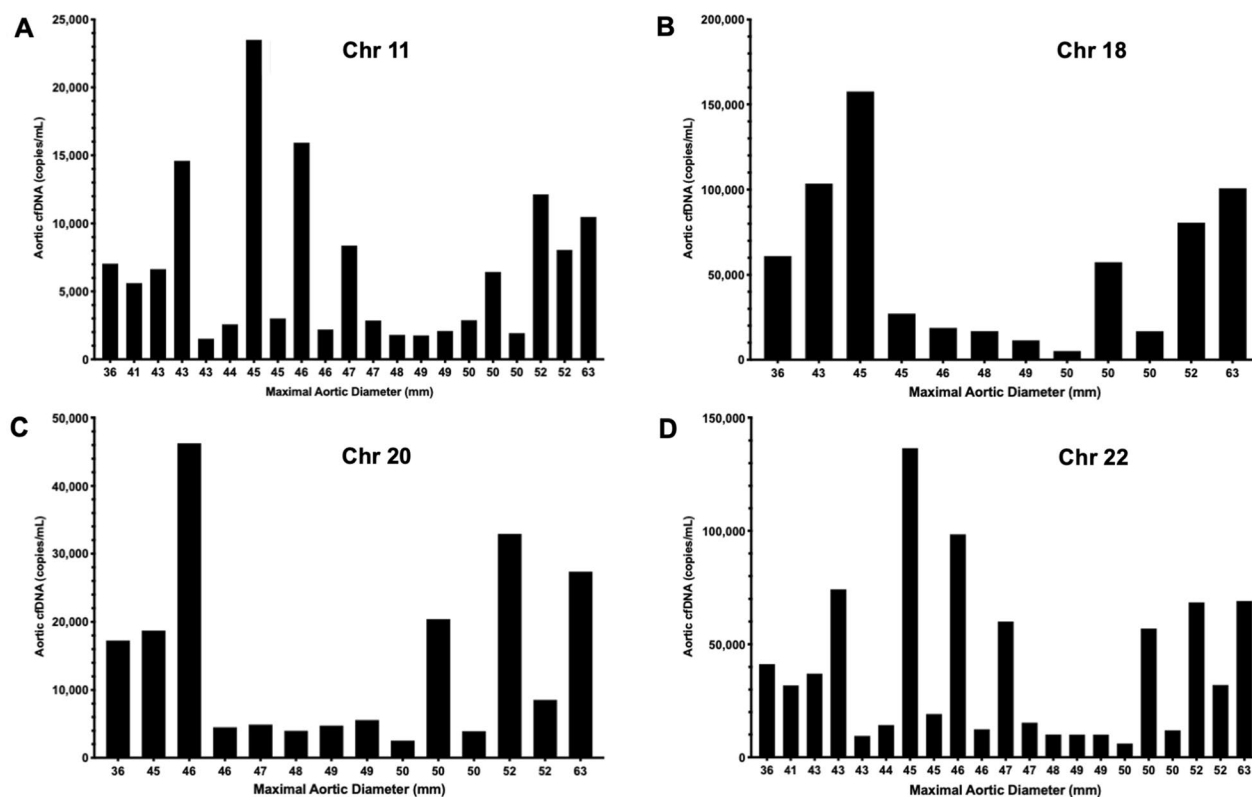 A
Chr 11
Aortic cfDNA (copies/mL)
25,000
20,000
15,000
10,000
5,000
0
36 41 43 43 43 44 45 45 46 46 47 47 48 49 49 50 50 50 52 52 63
Maximal Aortic Diameter (mm)
B
Chr 18
Aortic cfDNA (copies/mL)
200,000
150,000
100,000
50,000
0
36 43 45 45 46 48 49 50 50 50 52 63
Maximal Aortic Diameter (mm)
C
Chr 20
Aortic cfDNA (copies/mL)
50,000
40,000
30,000
20,000
10,000
0
36 45 46 46 47 48 49 49 50 50 50 52 52 63
Maximal Aortic Diameter (mm)
D
Chr 22
Aortic cfDNA (copies/mL)
150,000
100,000
50,000
0
36 41 43 43 43 44 45 45 46 46 47 47 48 49 49 50 50 50 52 52 63
Maximal Aortic Diameter (mm)